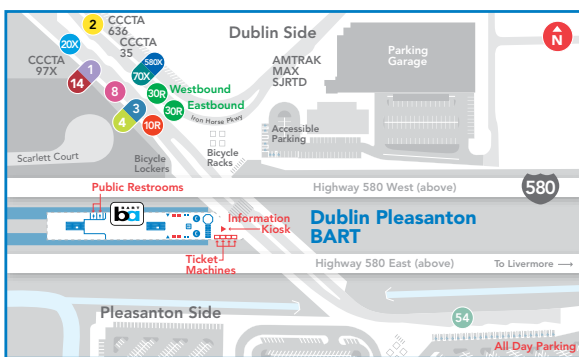 CCCTA
636
2
CCCTA
35
20X
580X
70X
CCCTA
97X
1
14
8
30R
Westbound
3
4
30R
Eastbound
10R
Iron Horse Pkwy
Dublin Side
AMTRAK
MAX
SJRTD
Parking
Garage
N
Accessible
Parking
Scarlett Court
Bicycle
Lockers
Bicycle
Racks
Public Restrooms
Highway 580 West (above)
580
BART
ba
Information
Kiosk
Dublin Pleasanton
BART
Ticket
Machines
Highway 580 East (above)
To Livermore
Pleasanton Side
54
All Day Parking